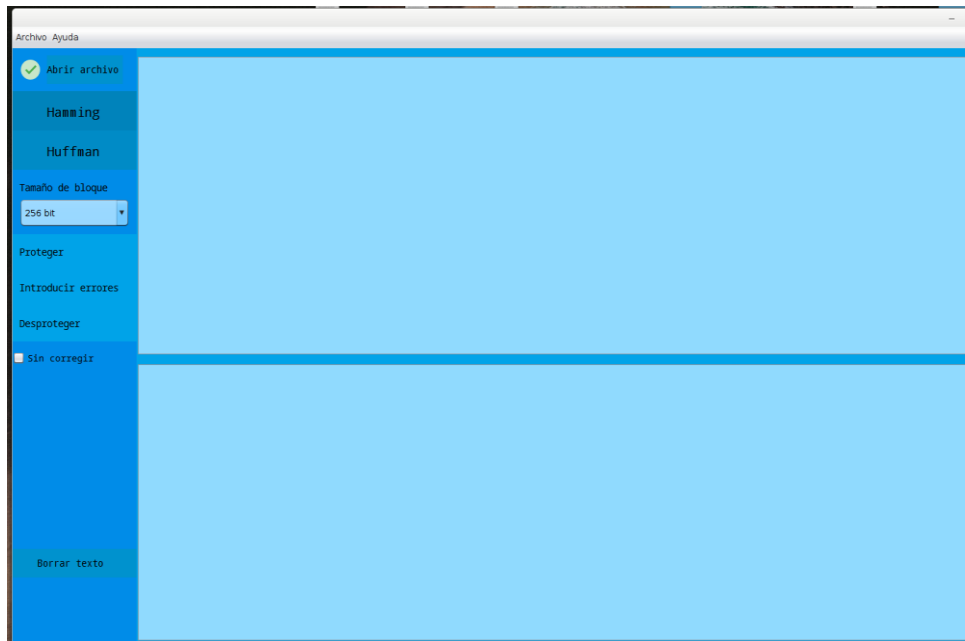 Archivo Ayuda
Abrir archivo
Hamming
Huffman
Tamaño de bloque
256 bit
Proteger
Introducir errores
Desproteger
Sin corregir
Borrar texto